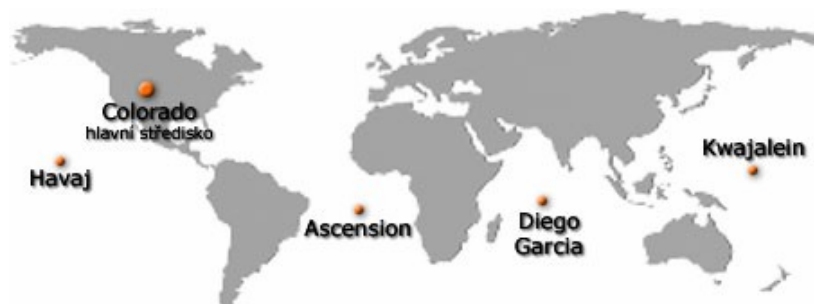 Colorado
hlavní středisko
Havaj
Ascension
Diego
Garcia
Kwajalein